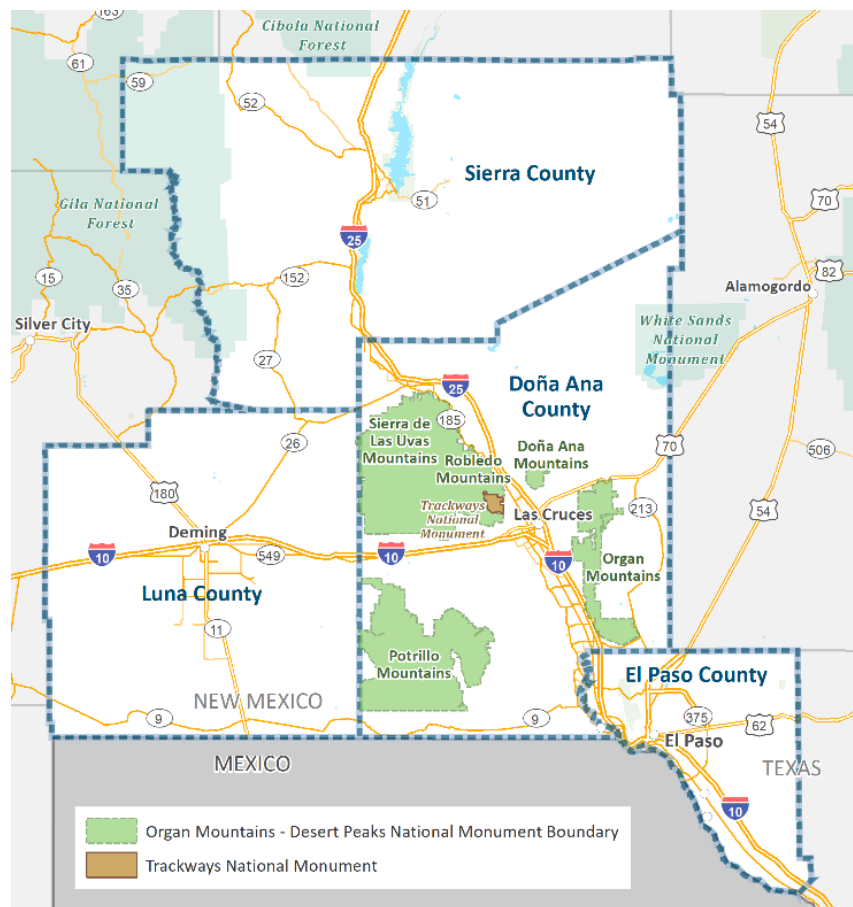 163
Cibola National
Forest
61
59
52
54
Sierra County
51
70
Gila National
Forest
25
15
35
152
82
Alamogordo
Silver City
White Sands
National
Monument
27
Doña Ana
County
25
185
Sierra de
Las Uvas
Mountains
26
Doña Ana
Mountains
Robledo
Mountains
70
506
180
Trackways
National
Monument
Las Cruces
213
54
Deming
10
549
10
10
Organ
Mountains
Luna County
11
Potrillo
Mountains
El Paso County
NEW MEXICO
9
9
375
62
El Paso
MEXICO
TEXAS
10
Organ Mountains - Desert Peaks National Monument Boundary
Trackways National Monument